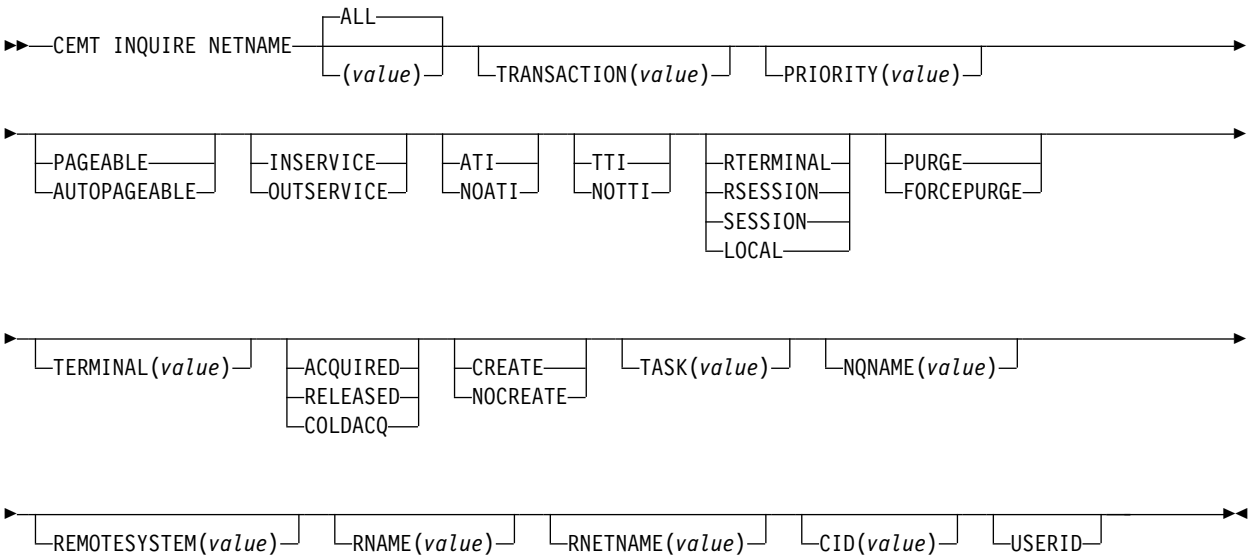 ALL
CEMT INQUIRE NETNAME
(value) TRANSACTION(value) PRIORITY(value)
PAGEABLE INSERVICE ATI TTI RTERMINAL PURGE
AUTOPAGEABLE OUTSERVICE NOATI NOTTI RSESSION FORCEPURGE
SESSION
LOCAL
TERMINAL(value) ACQUIRED CREATE TASK(value) NQNAME(value)
RELEASED NOCREATE
COLDACQ
REMOTESYSTEM(value) RNAME(value) RNETNAME(value) CID(value) USERID